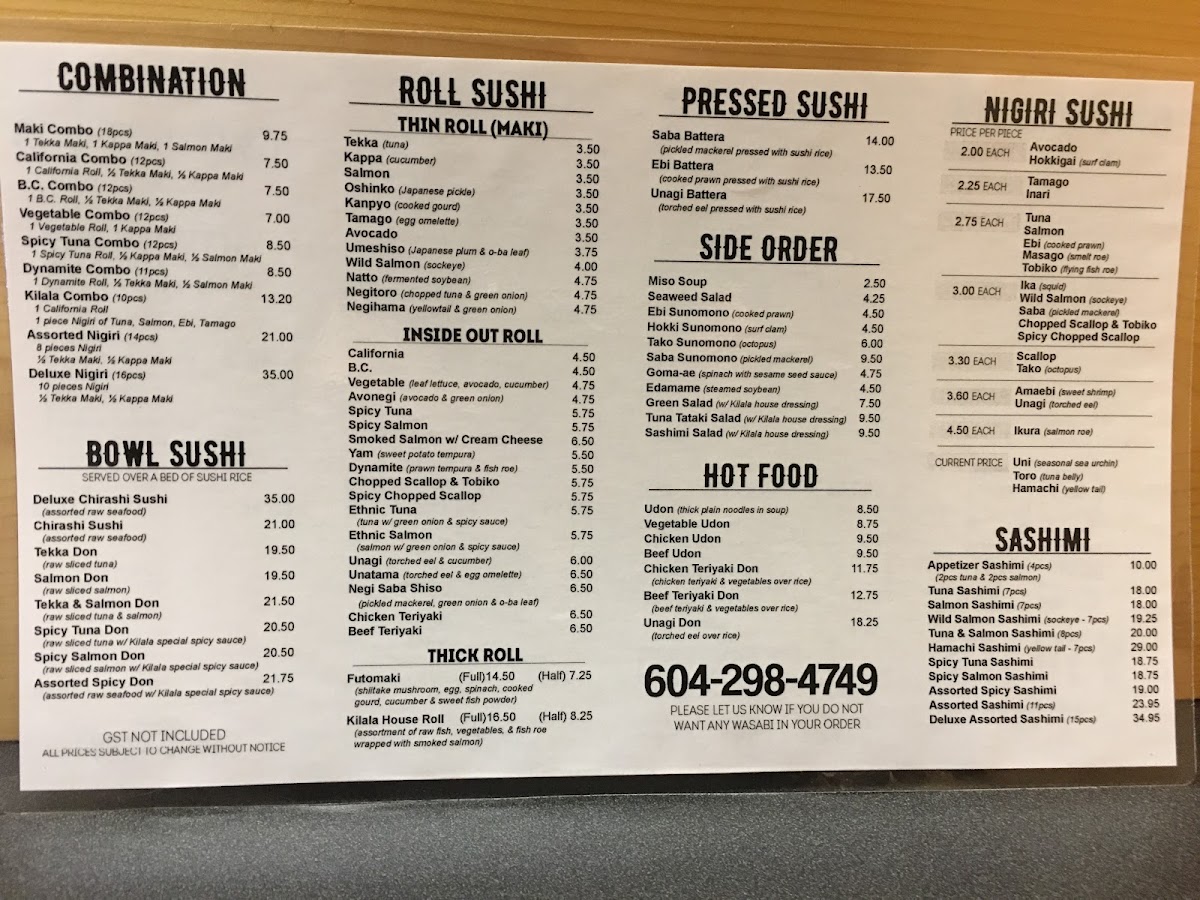 COMBINATION
Maki Combo (18pcs) 9.75
1 Tekka Maki, 1 Kappa Maki, 1 Salmon Maki
California Combo (12pcs) 7.50
1 California Roll, ½ Tekka Maki, ½ Kappa Maki
B.C. Combo (12pcs) 7.50
1 B.C. Roll, ½ Tekka Maki, ½ Kappa Maki
Vegetable Combo (12pcs) 7.00
1 Vegetable Roll, 1 Kappa Maki
Spicy Tuna Combo (12pcs) 8.50
1 Spicy Tuna Roll, ½ Kappa Maki, ½ Salmon Maki
Dynamite Combo (11pcs) 8.50
1 Dynamite Roll, ½ Tekka Maki, ½ Salmon Maki
Kilala Combo (10pcs) 13.20
1 California Roll
1 piece Nigiri of Tuna, Salmon, Ebi, Tamago
Assorted Nigiri (14pcs) 21.00
8 pieces Nigiri
½ Tekka Maki, ½ Kappa Maki
Deluxe Nigiri (16pcs) 35.00
10 pieces Nigiri
½ Tekka Maki, ½ Kappa Maki
BOWL SUSHI
SERVED OVER A BED OF SUSHI RICE
Deluxe Chirashi Sushi 35.00
(assorted raw seafood)
Chirashi Sushi 21.00
(assorted raw seafood)
Tekka Don 19.50
(raw sliced tuna)
Salmon Don 19.50
(raw sliced salmon)
Tekka & Salmon Don 21.50
(raw sliced tuna & salmon)
Spicy Tuna Don 20.50
(raw sliced tuna w/ Kilala special spicy sauce)
Spicy Salmon Don 20.50
(raw sliced salmon w/ Kilala special spicy sauce)
Assorted Spicy Don 21.75
(assorted raw seafood w/ Kilala special spicy sauce)
GST NOT INCLUDED
ALL PRICES SUBJECT TO CHANGE WITHOUT NOTICE
ROLL SUSHI
THIN ROLL (MAKI)
Tekka (tuna) 3.50
Kappa (cucumber) 3.50
Salmon 3.50
Oshinko (Japanese pickle) 3.50
Kanpyo (cooked gourd) 3.50
Tamago (egg omelette) 3.50
Avocado 3.50
Umeshiso (Japanese plum & o-ba leaf) 3.75
Wild Salmon (sockeye) 4.00
Natto (fermented soybean) 4.75
Negitoro (chopped tuna & green onion) 4.75
Negihama (yellowtail & green onion) 4.75
INSIDE OUT ROLL
California 4.50
B.C. 4.50
Vegetable (leaf lettuce, avocado, cucumber) 4.75
Avonegi (avocado & green onion) 4.75
Spicy Tuna 5.75
Spicy Salmon 5.75
Smoked Salmon w/ Cream Cheese 6.50
Yam (sweet potato tempura) 5.50
Dynamite (prawn tempura & fish roe) 5.50
Chopped Scallop & Tobiko 5.75
Spicy Chopped Scallop 5.75
Ethnic Tuna 5.75
(tuna w/ green onion & spicy sauce)
Ethnic Salmon 5.75
(salmon w/ green onion & spicy sauce)
Unagi (torched eel & cucumber) 6.00
Unatama (torched eel & egg omelette) 6.50
Negi Saba Shiso 6.50
(pickled mackerel, green onion & o-ba leaf)
Chicken Teriyaki 6.50
Beef Teriyaki 6.50
THICK ROLL
Futomaki (Full)14.50 (Half) 7.25
(shiitake mushroom, egg, spinach, cooked
gourd, cucumber & sweet fish powder)
Kilala House Roll (Full)16.50 (Half) 8.25
(assortment of raw fish, vegetables, & fish roe
wrapped with smoked salmon)
PRESSED SUSHI
Saba Battera 14.00
(pickled mackerel pressed with sushi rice)
Ebi Battera 13.50
(cooked prawn pressed with sushi rice)
Unagi Battera 17.50
(torched eel pressed with sushi rice)
SIDE ORDER
Miso Soup 2.50
Seaweed Salad 4.25
Ebi Sunomono (cooked prawn) 4.50
Hokki Sunomono (surf clam) 4.50
Tako Sunomono (octopus) 6.00
Saba Sunomono (pickled mackerel) 9.50
Goma-ae (spinach with sesame seed sauce) 4.75
Edamame (steamed soybean) 4.50
Green Salad (w/ Kilala house dressing) 7.50
Tuna Tataki Salad (w/ Kilala house dressing) 9.50
Sashimi Salad (w/ Kilala house dressing) 9.50
HOT FOOD
Udon (thick plain noodles in soup) 8.50
Vegetable Udon 8.75
Chicken Udon 9.50
Beef Udon 9.50
Chicken Teriyaki Don 11.75
(chicken teriyaki & vegetables over rice)
Beef Teriyaki Don 12.75
(beef teriyaki & vegetables over rice)
Unagi Don 18.25
(torched eel over rice)
604-298-4749
PLEASE LET US KNOW IF YOU DO NOT
WANT ANY WASABI IN YOUR ORDER
NIGIRI SUSHI
PRICE PER PIECE
2.00 EACH Avocado
Hokkigai (surf clam)
2.25 EACH Tamago
Inari
2.75 EACH Tuna
Salmon
Ebi (cooked prawn)
Masago (smelt roe)
Tobiko (flying fish roe)
3.00 EACH Ika (squid)
Wild Salmon (sockeye)
Saba (pickled mackerel)
Chopped Scallop & Tobiko
Spicy Chopped Scallop
3.30 EACH Scallop
Tako (octopus)
3.60 EACH Amaebi (sweet shrimp)
Unagi (torched eel)
4.50 EACH Ikura (salmon roe)
CURRENT PRICE Uni (seasonal sea urchin)
Toro (tuna belly)
Hamachi (yellow tail)
SASHIMI
Appetizer Sashimi (4pcs) 10.00
(2pcs tuna & 2pcs salmon)
Tuna Sashimi (7pcs) 18.00
Salmon Sashimi (7pcs) 18.00
Wild Salmon Sashimi (sockeye - 7pcs) 19.25
Tuna & Salmon Sashimi (8pcs) 20.00
Hamachi Sashimi (yellow tail - 7pcs) 29.00
Spicy Tuna Sashimi 18.75
Spicy Salmon Sashimi 18.75
Assorted Spicy Sashimi 19.00
Assorted Sashimi (11pcs) 23.95
Deluxe Assorted Sashimi (15pcs) 34.95